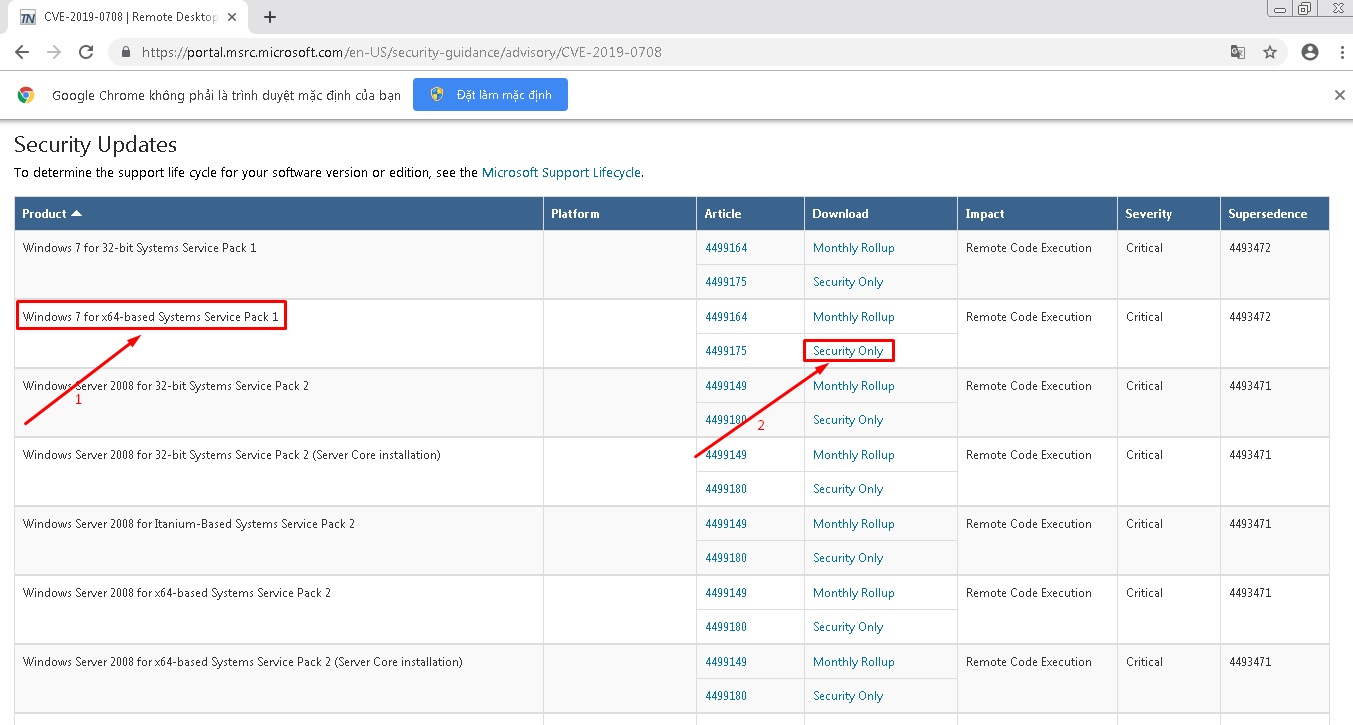 CVE-2019-0708 | Remote Desktop
https://portal.msrc.microsoft.com/en-US/security-guidance/advisory/CVE-2019-0708
Google Chrome không phải là trình duyệt mặc định của bạn Đặt làm mặc định
Security Updates
To determine the support life cycle for your software version or edition, see the Microsoft Support Lifecycle.
Product Platform Article Download Impact Severity Supersedence
Windows 7 for 32-bit Systems Service Pack 1 4499164 Monthly Rollup Remote Code Execution Critical 4493472
4499175 Security Only
Windows 7 for x64-based Systems Service Pack 1 4499164 Monthly Rollup Remote Code Execution Critical 4493472
4499175 Security Only
Windows Server 2008 for 32-bit Systems Service Pack 2 4499149 Monthly Rollup Remote Code Execution Critical 4493471
1
4499180 Security Only
2
Windows Server 2008 for 32-bit Systems Service Pack 2 (Server Core installation) 4499149 Monthly Rollup Remote Code Execution Critical 4493471
4499180 Security Only
Windows Server 2008 for Itanium-Based Systems Service Pack 2 4499149 Monthly Rollup Remote Code Execution Critical 4493471
4499180 Security Only
Windows Server 2008 for x64-based Systems Service Pack 2 4499149 Monthly Rollup Remote Code Execution Critical 4493471
4499180 Security Only
Windows Server 2008 for x64-based Systems Service Pack 2 (Server Core installation) 4499149 Monthly Rollup Remote Code Execution Critical 4493471
4499180 Security Only